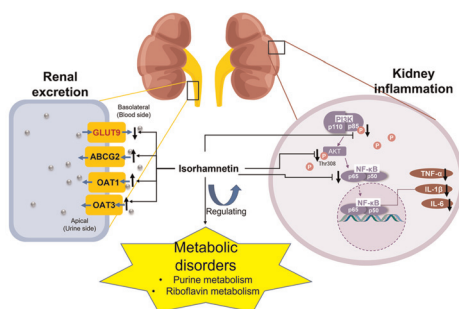 Renal
excretion
Basolateral
(Blood side)
GLUT9
ABCG2
OAT1
OAT3
Apical
(Urine side)
Isorhamnetin
Regulating
Metabolic
disorders
• Purine metabolism
• Riboflavin metabolism
Kidney
inflammation
PI3K
p110 p85
P
P
P
P
AKT
P
Thr308
NF-κB
p65 p50
NF-κB
p65 p50
TNF-α
IL-1β
IL-6